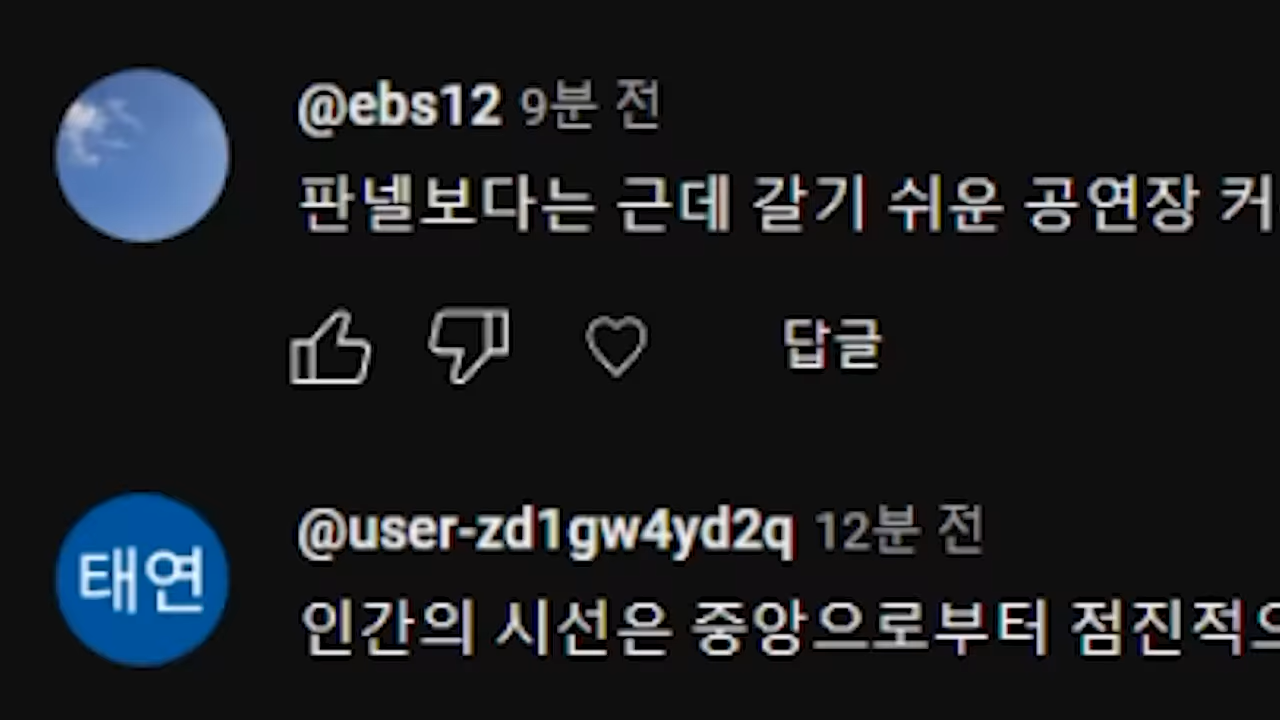 @ebs12 9분 전
판넬보다는 근데 갈기 쉬운 공연장 커
답글
태연
@user-zd1gw4yd2q 12분 전
인간의 시선은 중앙으로부터 점진적으